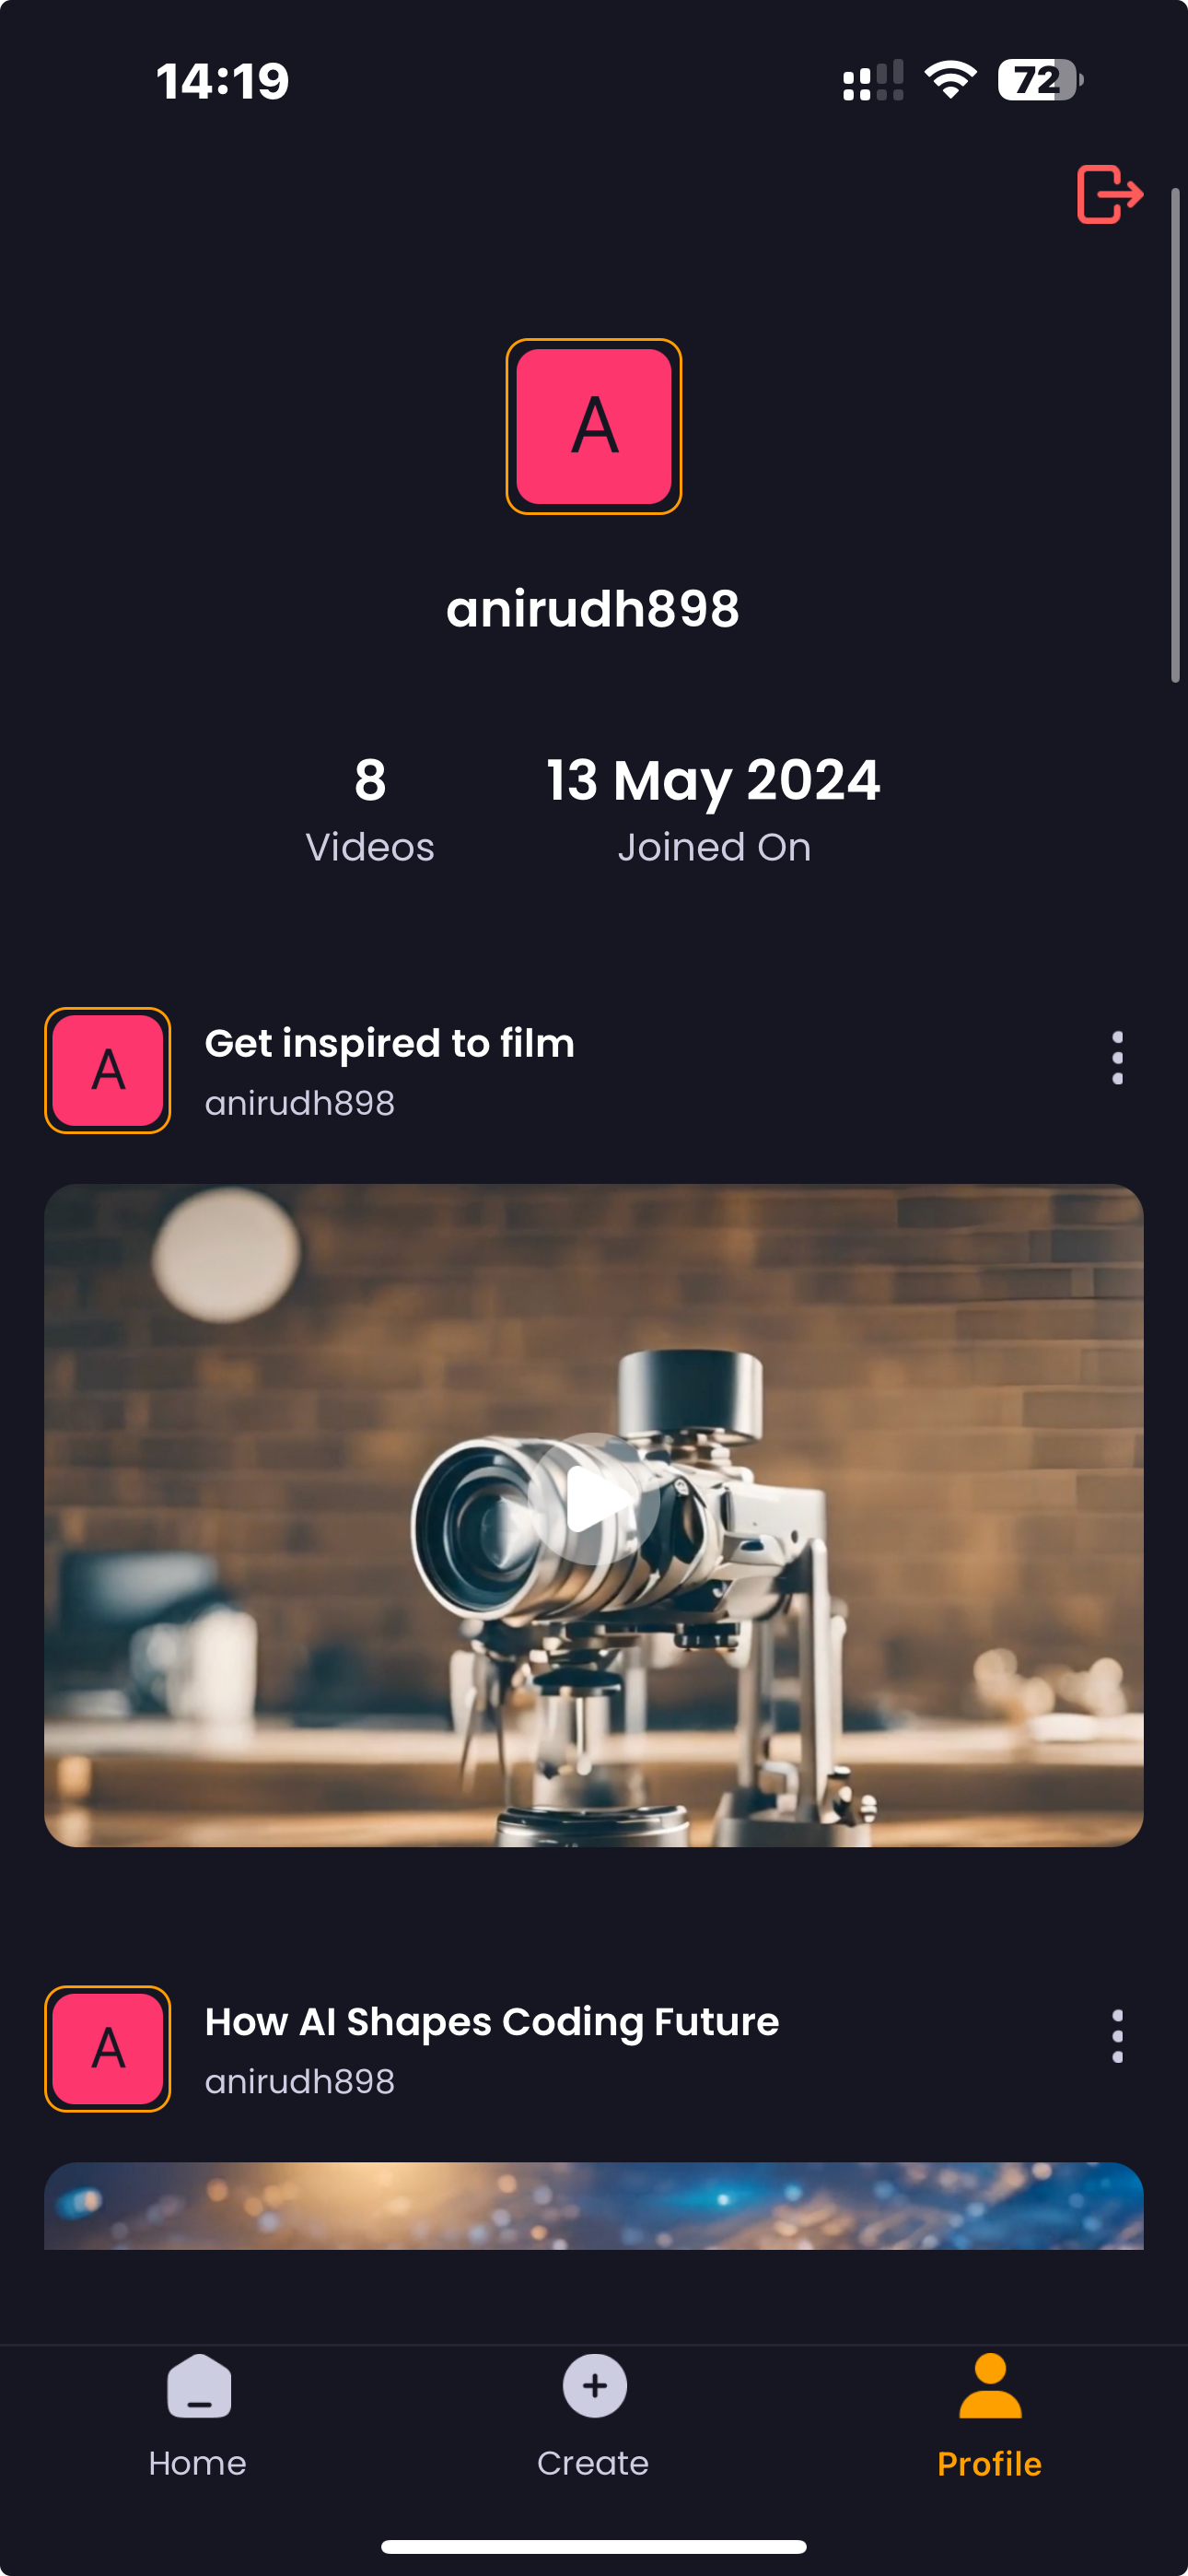 14:19
72
A
anirudh898
8
13 May 2024
Videos
Joined On
A
Get inspired to film
anirudh898
A
How AI Shapes Coding Future
anirudh898
Home
Create
Profile